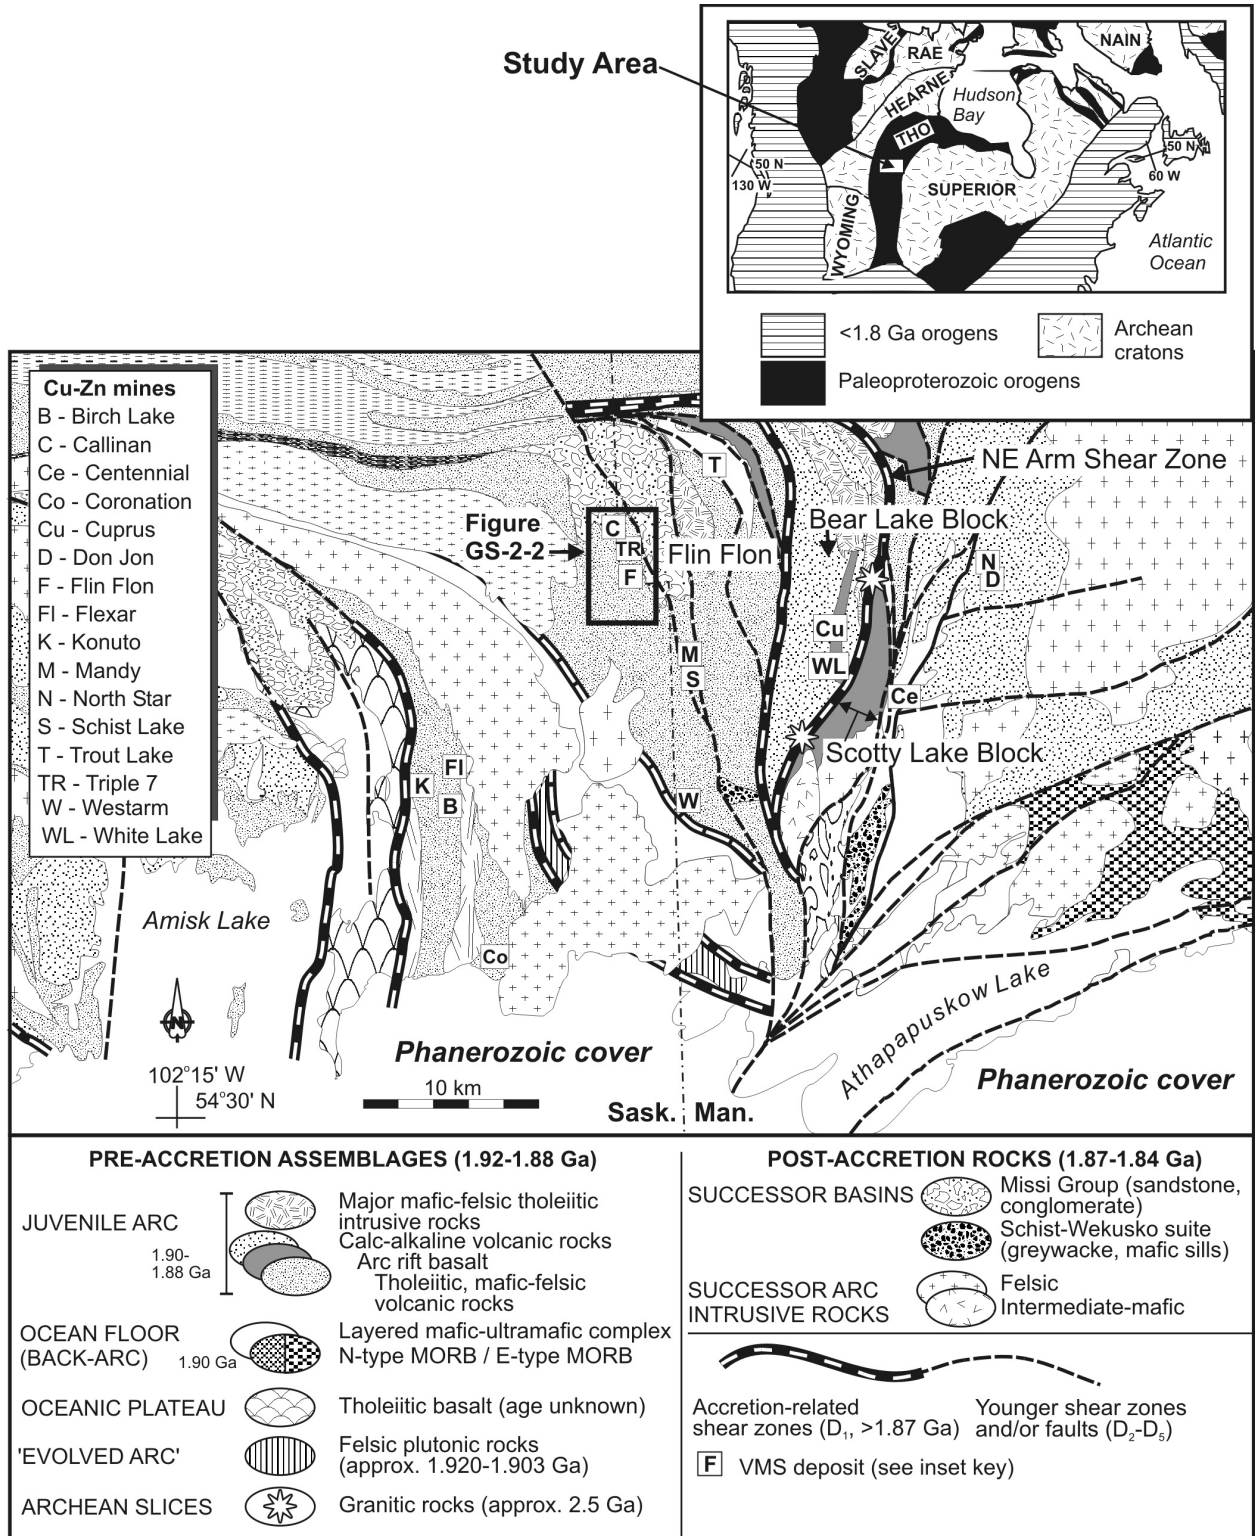 Study Area
SLAVE
RAE
NAIN
HEARNE
Hudson
Bay
THO
50 N
130 W
50 N
60 W
SUPERIOR
WYOMING
Atlantic
Ocean
<1.8 Ga orogens
Archean
cratons
Paleoproterozoic orogens
Cu-Zn mines
B - Birch Lake
C - Callinan
Ce - Centennial
Co - Coronation
Cu - Cuprus
D - Don Jon
F - Flin Flon
Fl - Flexar
K - Konuto
M - Mandy
N - North Star
S - Schist Lake
T - Trout Lake
TR - Triple 7
W - Westarm
WL - White Lake
T
NE Arm Shear Zone
Figure
GS-2-2
C
TR
F
Flin Flon
Bear Lake Block
N
D
Cu
M
WL
S
Ce
Scotty Lake Block
Fl
K
B
W
Amisk Lake
Co
N
Athapapuskow Lake
Phanerozoic cover
Phanerozoic cover
102°15' W
54°30' N
10 km
Sask. Man.
PRE-ACCRETION ASSEMBLAGES (1.92-1.88 Ga)
JUVENILE ARC
1.90-
1.88 Ga
Major mafic-felsic tholeiitic
intrusive rocks
Calc-alkaline volcanic rocks
Arc rift basalt
Tholeiitic, mafic-felsic
volcanic rocks
OCEAN FLOOR
(BACK-ARC)
1.90 Ga
Layered mafic-ultramafic complex
N-type MORB / E-type MORB
OCEANIC PLATEAU
Tholeiitic basalt (age unknown)
'EVOLVED ARC'
Felsic plutonic rocks
(approx. 1.920-1.903 Ga)
ARCHEAN SLICES
Granitic rocks (approx. 2.5 Ga)
POST-ACCRETION ROCKS (1.87-1.84 Ga)
SUCCESSOR BASINS
Missi Group (sandstone,
conglomerate)
Schist-Wekusko suite
(greywacke, mafic sills)
SUCCESSOR ARC
INTRUSIVE ROCKS
Felsic
Intermediate-mafic
Accretion-related
shear zones (D1, >1.87 Ga)
Younger shear zones
and/or faults (D2-D5)
F
VMS deposit (see inset key)